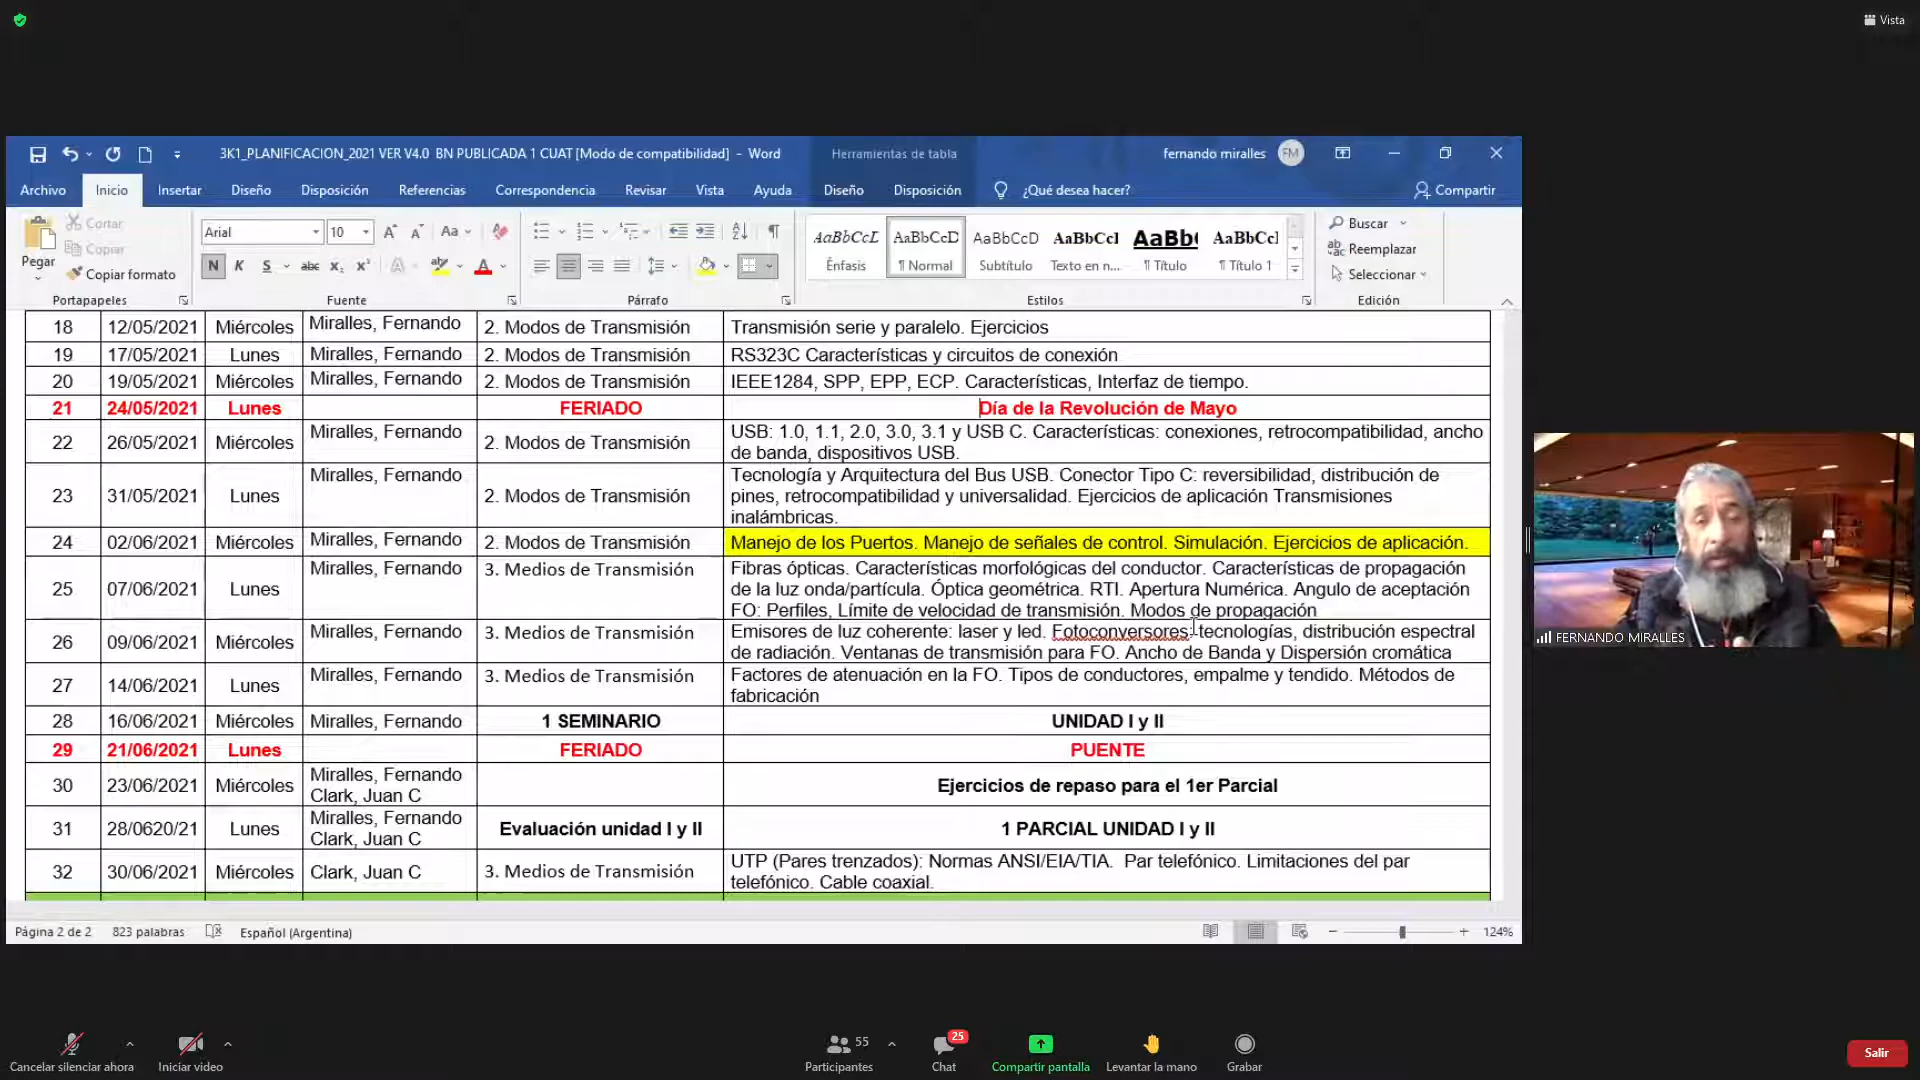 Vista
3K1_PLANIFICACION_2021 VER V4.0 BN PUBLICADA 1 CUAT [Modo de compatibilidad] - Word
Herramientas de tabla
fernando miralles
FM
Archivo Inicio Insertar Diseño Disposición Referencias Correspondencia Revisar Vista Ayuda Diseño Disposición ¿Qué desea hacer? Compartir
Pegar
Cortar
Copiar
Copiar formato
Portapapeles
Arial 10
Fuente
Párrafo
AaBbCcL AaBbCcD AaBbCcD AaBbCcI AaBb( AaBbCcI
Énfasis ¶ Normal Subtítulo Texto en n... ¶ Título ¶ Título 1
Estilos
Buscar
Reemplazar
Seleccionar
Edición
18 12/05/2021 Miércoles Miralles, Fernando 2. Modos de Transmisión Transmisión serie y paralelo. Ejercicios
19 17/05/2021 Lunes Miralles, Fernando 2. Modos de Transmisión RS323C Características y circuitos de conexión
20 19/05/2021 Miércoles Miralles, Fernando 2. Modos de Transmisión IEEE1284, SPP, EPP, ECP. Características, Interfaz de tiempo.
21 24/05/2021 Lunes FERIADO Día de la Revolución de Mayo
22 26/05/2021 Miércoles Miralles, Fernando 2. Modos de Transmisión USB: 1.0, 1.1, 2.0, 3.0, 3.1 y USB C. Características: conexiones, retrocompatibilidad, ancho
de banda, dispositivos USB.
23 31/05/2021 Lunes Miralles, Fernando 2. Modos de Transmisión Tecnología y Arquitectura del Bus USB. Conector Tipo C: reversibilidad, distribución de
pines, retrocompatibilidad y universalidad. Ejercicios de aplicación Transmisiones
inalámbricas.
24 02/06/2021 Miércoles Miralles, Fernando 2. Modos de Transmisión Manejo de los Puertos. Manejo de señales de control. Simulación. Ejercicios de aplicación.
25 07/06/2021 Lunes Miralles, Fernando 3. Medios de Transmisión Fibras ópticas. Características morfológicas del conductor. Características de propagación
de la luz onda/partícula. Óptica geométrica. RTI. Apertura Numérica. Angulo de aceptación
FO: Perfiles, Límite de velocidad de transmisión. Modos de propagación
26 09/06/2021 Miércoles Miralles, Fernando 3. Medios de Transmisión Emisores de luz coherente: laser y led. Fotoconversores: tecnologías, distribución espectral
de radiación. Ventanas de transmisión para FO. Ancho de Banda y Dispersión cromática
27 14/06/2021 Lunes Miralles, Fernando 3. Medios de Transmisión Factores de atenuación en la FO. Tipos de conductores, empalme y tendido. Métodos de
fabricación
28 16/06/2021 Miércoles Miralles, Fernando 1 SEMINARIO UNIDAD I y II
29 21/06/2021 Lunes FERIADO PUENTE
30 23/06/2021 Miércoles Miralles, Fernando
Clark, Juan C Ejercicios de repaso para el 1er Parcial
31 28/0620/21 Lunes Miralles, Fernando
Clark, Juan C Evaluación unidad I y II 1 PARCIAL UNIDAD I y II
32 30/06/2021 Miércoles Clark, Juan C 3. Medios de Transmisión UTP (Pares trenzados): Normas ANSI/EIA/TIA. Par telefónico. Limitaciones del par
telefónico. Cable coaxial.
Página 2 de 2 823 palabras Español (Argentina) 124%
FERNANDO MIRALLES
Cancelar silenciar ahora
Iniciar video
55
Participantes
25
Chat
Compartir pantalla
Levantar la mano
Grabar
Salir